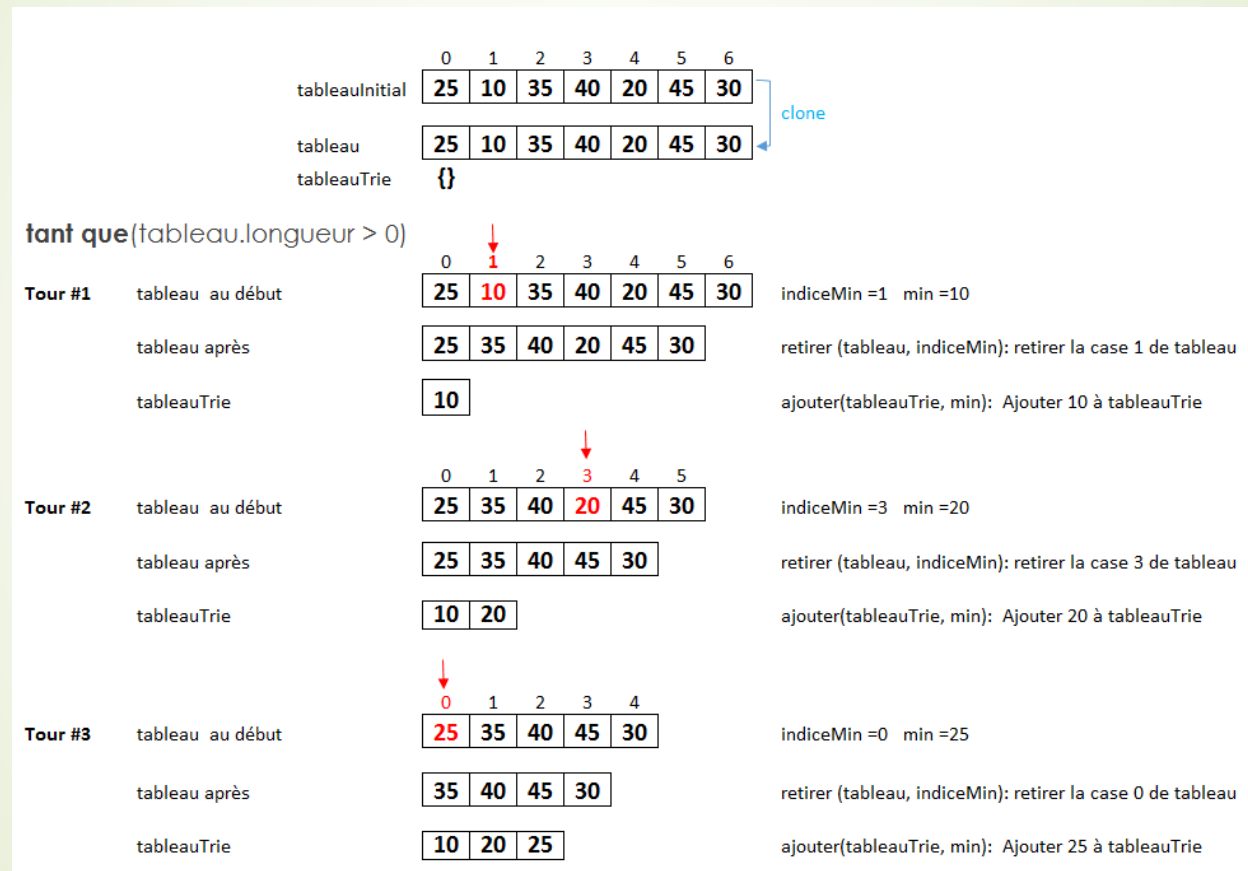 0 1 2 3 4 5 6
tableauInitial 25 10 35 40 20 45 30
clone
tableau 25 10 35 40 20 45 30
tableauTrie {}
tant que(tableau.longueur > 0)
0 1 2 3 4 5 6
Tour #1 tableau au début 25 10 35 40 20 45 30 indiceMin =1 min =10
tableau après 25 35 40 20 45 30 retirer (tableau, indiceMin): retirer la case 1 de tableau
tableauTrie 10 ajouter(tableauTrie, min): Ajouter 10 à tableauTrie
0 1 2 3 4 5
Tour #2 tableau au début 25 35 40 20 45 30 indiceMin =3 min =20
tableau après 25 35 40 45 30 retirer (tableau, indiceMin): retirer la case 3 de tableau
tableauTrie 10 20 ajouter(tableauTrie, min): Ajouter 20 à tableauTrie
0 1 2 3 4
Tour #3 tableau au début 25 35 40 45 30 indiceMin =0 min =25
tableau après 35 40 45 30 retirer (tableau, indiceMin): retirer la case 0 de tableau
tableauTrie 10 20 25 ajouter(tableauTrie, min): Ajouter 25 à tableauTrie